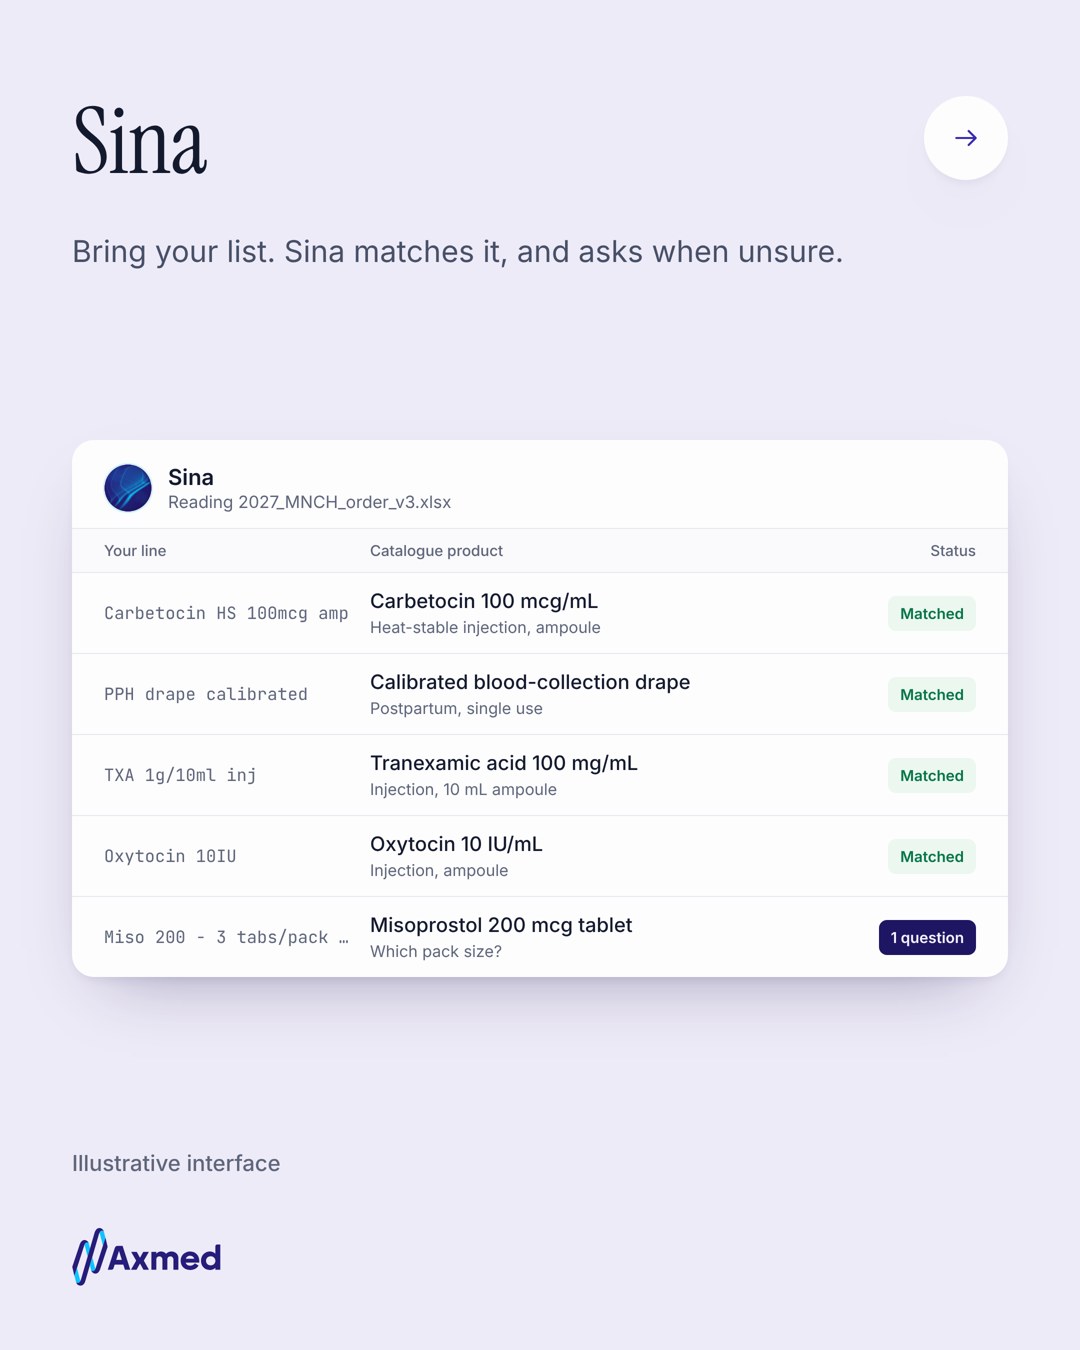 Sina
Bring your list. Sina matches it, and asks when unsure.
Sina
Reading 2027_MNCH_order_v3.xlsx
Your line Catalogue product Status
Carbetocin HS 100mcg amp Carbetocin 100 mcg/mL Matched
Heat-stable injection, ampoule
PPH drape calibrated Calibrated blood-collection drape Matched
Postpartum, single use
TXA 1g/10ml inj Tranexamic acid 100 mg/mL Matched
Injection, 10 mL ampoule
Oxytocin 10IU Oxytocin 10 IU/mL Matched
Injection, ampoule
Miso 200 - 3 tabs/pack … Misoprostol 200 mcg tablet 1 question
Which pack size?
Illustrative interface
Axmed